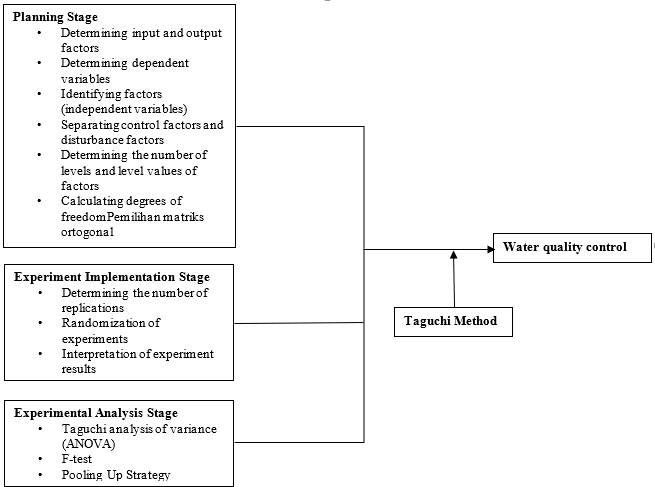 Planning Stage
• Determining input and output
factors
• Determining dependent
variables
• Identifying factors
(independent variables)
• Separating control factors and
disturbance factors
• Determining the number of
levels and level values of
factors
• Calculating degrees of
freedomPemilihan matriks
ortogonal
Experiment Implementation Stage
• Determining the number of
replications
• Randomization of
experiments
• Interpretation of experiment
results
Experimental Analysis Stage
• Taguchi analysis of variance
(ANOVA)
• F-test
• Pooling Up Strategy
Taguchi Method
Water quality control